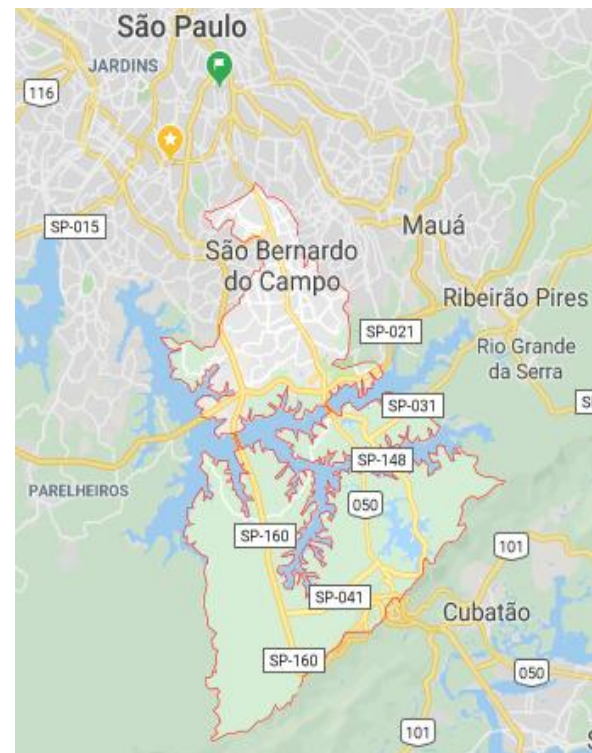 São Paulo
JARDINS
116
SP-015
Mauá
São Bernardo
do Campo
Ribeirão Pires
SP-021
Rio Grande
da Serra
SP-031
SP-148
PARELHEIROS
050
SP-160
101
SP-041
Cubatão
SP-160
050
101